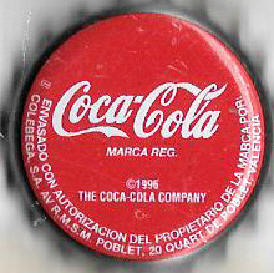 Coca-Cola
MARCA REG.
©1996
THE COCA-COLA COMPANY
ENVASADO CON AUTORIZACION DEL PROPIETARIO DE LA MARCA POR:
COLEBEGA, S.A. AV R.M.S.M. POBLET, 20 QUART DE POBLET, VALENCIA